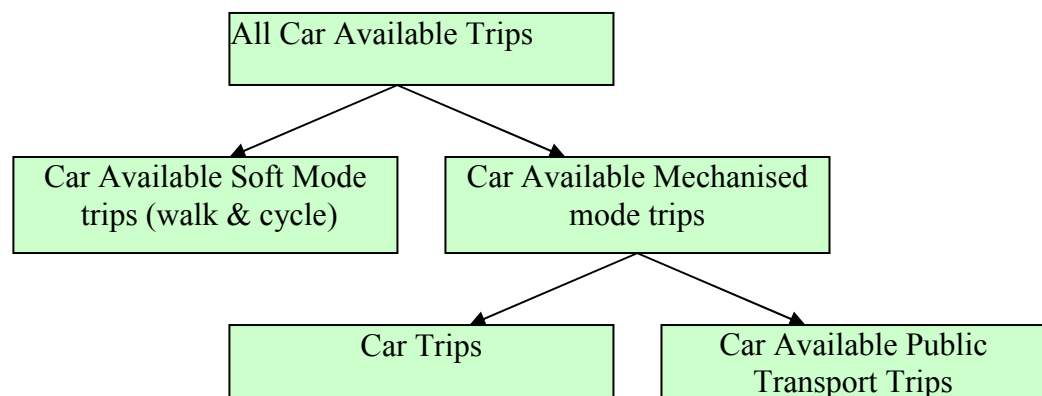 All Car Available Trips
Car Available Soft Mode
trips (walk & cycle)
Car Available Mechanised
mode trips
Car Trips
Car Available Public
Transport Trips